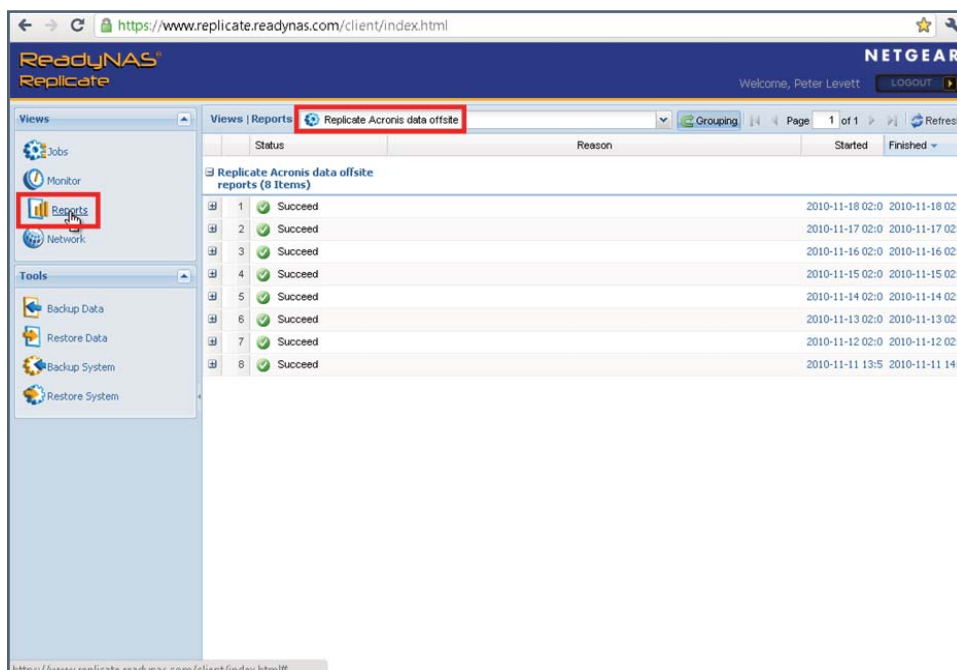 https://www.replicate.readynas.com/client/index.html
ReadyNAS®
Replicate
NETGEAR
Welcome, Peter Levett
LOGOUT
Views
Jobs
Monitor
Reports
Network
Tools
Backup Data
Restore Data
Backup System
Restore System
Views | Reports Replicate Acronis data offsite Grouping Page 1 of 1 Refres
Status Reason Started Finished
Replicate Acronis data offsite
reports (8 Items)
1 Succeed 2010-11-18 02:0 2010-11-18 02:
2 Succeed 2010-11-17 02:0 2010-11-17 02:
3 Succeed 2010-11-16 02:0 2010-11-16 02:
4 Succeed 2010-11-15 02:0 2010-11-15 02:
5 Succeed 2010-11-14 02:0 2010-11-14 02:
6 Succeed 2010-11-13 02:0 2010-11-13 02:
7 Succeed 2010-11-12 02:0 2010-11-12 02:
8 Succeed 2010-11-11 13:5 2010-11-11 14: